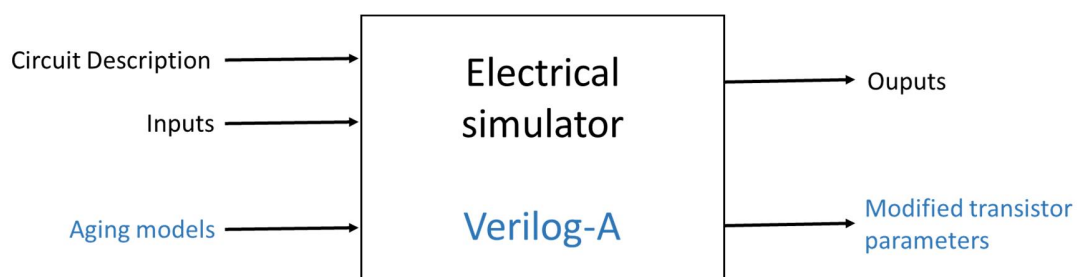 Circuit Description
Inputs
Aging models
Electrical
simulator
Verilog-A
Ouputs
Modified transistor
parameters